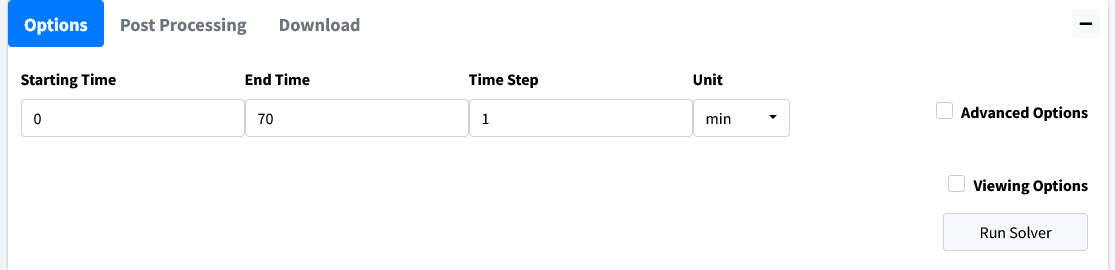 Options Post Processing Download
Starting Time End Time Time Step Unit
0 70 1 min
Advanced Options
Viewing Options
Run Solver